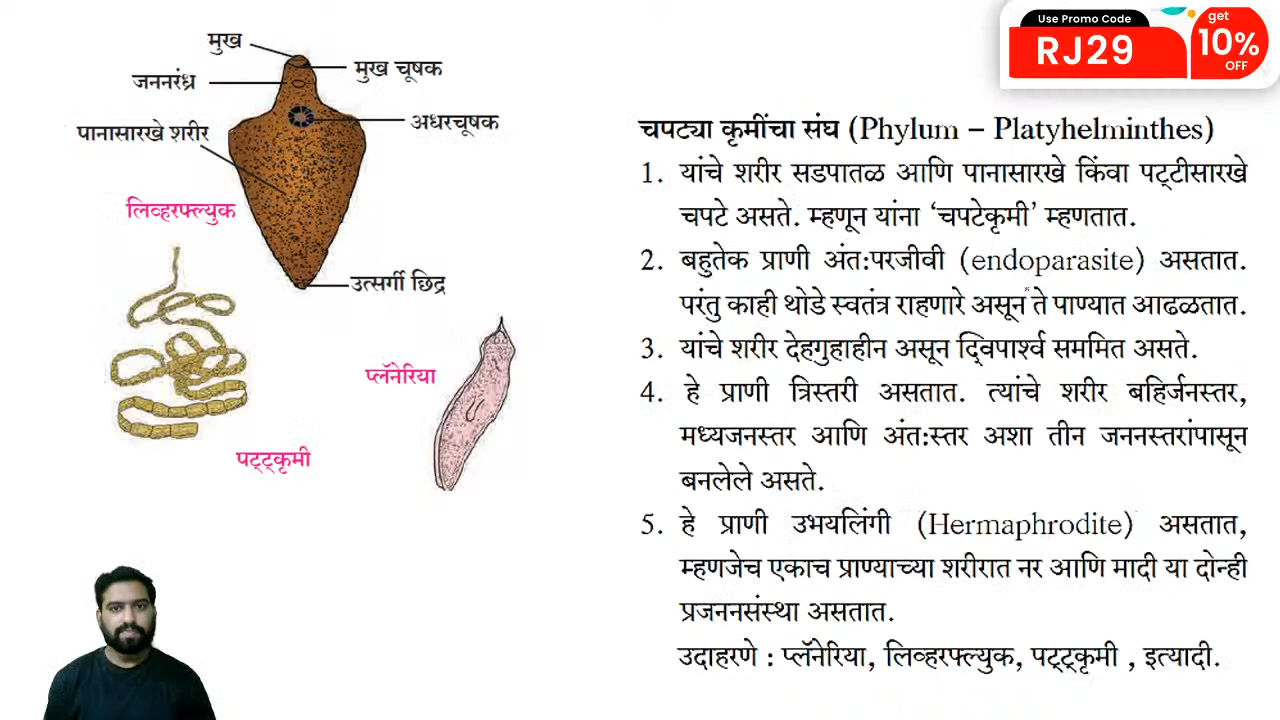 मुख
मुख चूषक
जननरंध्र
अधरचूषक
पानासारखे शरीर
लिव्हरफ्ल्युक
उत्सर्गी छिद्र
प्लॅनेरिया
पट्टकृमी
Use Promo Code
RJ29
get
10%
OFF
चपट्या कृमींचा संघ (Phylum – Platyhelminthes)
1. यांचे शरीर सडपातळ आणि पानासारखे किंवा पट्टीसारखे
चपटे असते. म्हणून यांना ‘चपटेकृमी’ म्हणतात.
2. बहुतेक प्राणी अंत:परजीवी (endoparasite) असतात.
परंतु काही थोडे स्वतंत्र राहणारे असून ते पाण्यात आढळतात.
3. यांचे शरीर देहगुहाहीन असून द्विपार्श्व सममित असते.
4. हे प्राणी त्रिस्तरी असतात. त्यांचे शरीर बहिर्जनस्तर,
मध्यजनस्तर आणि अंत:स्तर अशा तीन जननस्तरांपासून
बनलेले असते.
5. हे प्राणी उभयलिंगी (Hermaphrodite) असतात,
म्हणजेच एकाच प्राण्याच्या शरीरात नर आणि मादी या दोन्ही
प्रजननसंस्था असतात.
उदाहरणे : प्लॅनेरिया, लिव्हरफ्ल्युक, पट्टकृमी , इत्यादी.